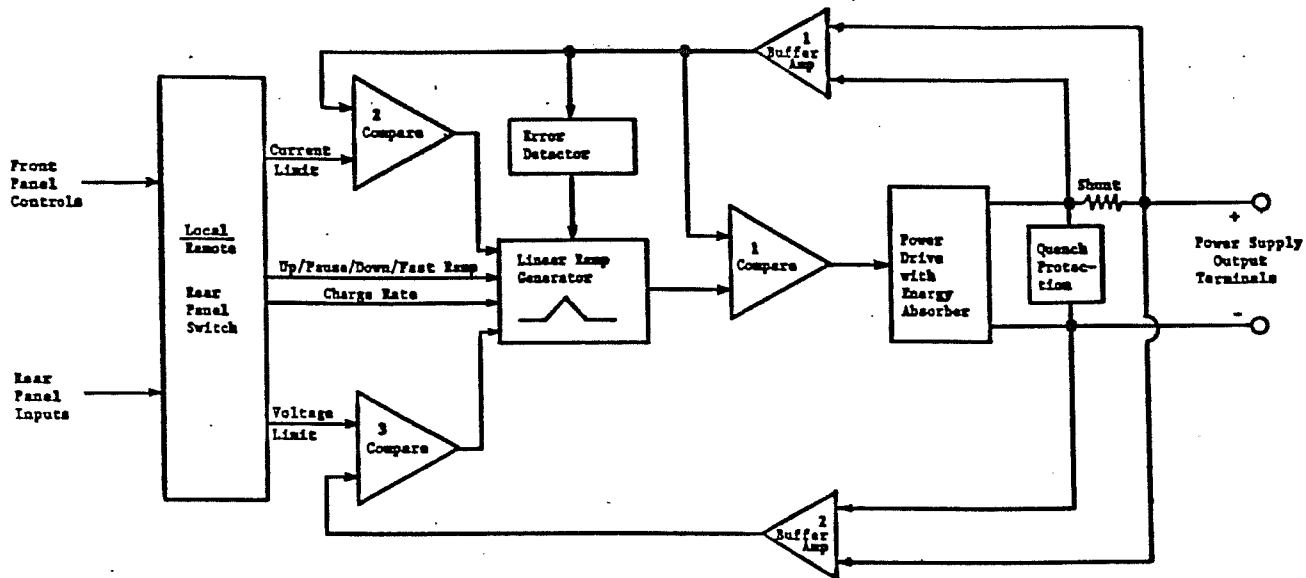 1
Buffer
Amp
2
Compare
Error
Detector
Current
Limit
Front
Panel
Controls
Shunt
Local
Remote
Rear
Panel
Switch
Up/Pause/Down/Fast Ramp
Charge Rate
Linear Ramp
Generator
1
Compare
Power
Drive
with
Energy
Absorber
Quench
Protec-
tion
+
Power Supply
Output
Terminals
-
Rear
Panel
Inputs
Voltage
Limit
3
Compare
2
Buffer
Amp